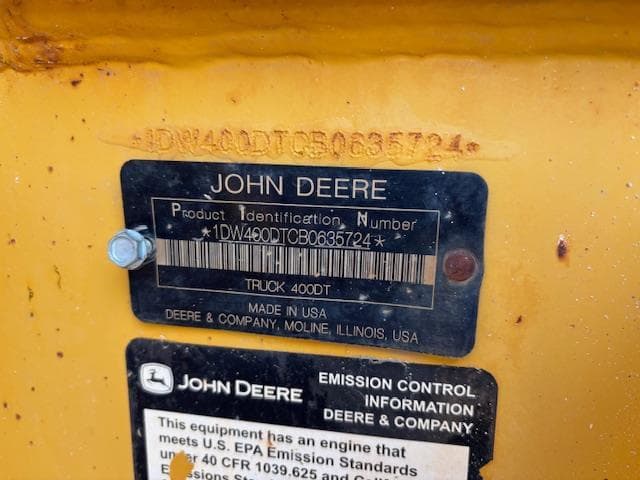 *1DW400DTCB0635724*
JOHN DEERE
Product Identification Number
*1DW400DTCB0635724*
TRUCK 400DT
MADE IN USA
DEERE & COMPANY, MOLINE, ILLINOIS, USA
JOHN DEERE
EMISSION CONTROL
INFORMATION
DEERE & COMPANY
This equipment has an engine that
meets U.S. EPA Emission Standards
under 40 CFR 1039.625 and
Emissions